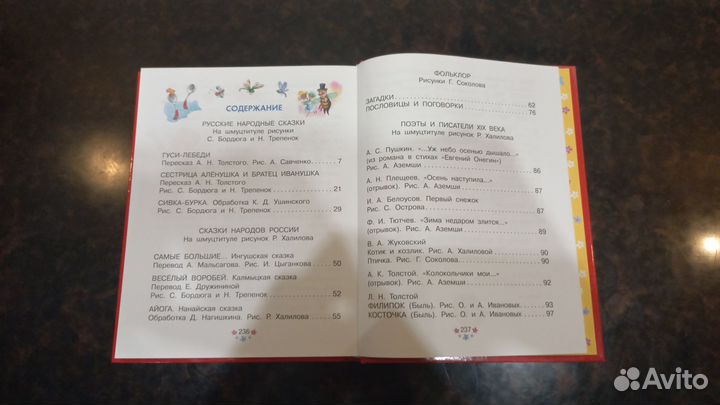 СОДЕРЖАНИЕ
РУССКИЕ НАРОДНЫЕ СКАЗКИ
На шмуцтитуле рисунки
С. Бордюга и Н. Трепенок
ГУСИ-ЛЕБЕДИ
Пересказ А. Н. Толстого. Рис. А. Савченко. . . . 7
СЕСТРИЦА АЛЁНУШКА И БРАТЕЦ ИВАНУШКА
Пересказ А. Н. Толстого
Рис. С. Бордюга и Н. Трепенок . . . . . . . . . . 21
СИВКА-БУРКА. Обработка К. Д. Ушинского
Рис. С. Бордюга и Н. Трепенок . . . . . . . . . . 29
СКАЗКИ НАРОДОВ РОССИИ
На шмуцтитуле рисунок Р. Халилова
САМЫЕ БОЛЬШИЕ... Ингушская сказка
Перевод А. Мальсагова. Рис. И. Цыганкова. . . . . 50
ВЕСЁЛЫЙ ВОРОБЕЙ. Калмыцкая сказка
Перевод Е. Дружининой
Рис. С. Бордюга и Н. Трепенок . . . . . . . . . . 52
АЙОГА. Нанайская сказка
Обработка Д. Нагишкина. Рис. Р. Халилова . . . . 55
236
ФОЛЬКЛОР
Рисунки Г. Соколова
ЗАГАДКИ . . . . . . . . . . . . . . . . . . . . 62
ПОСЛОВИЦЫ И ПОГОВОРКИ . . . . . . . . . . . 76
ПОЭТЫ И ПИСАТЕЛИ XIX ВЕКА
На шмуцтитуле рисунок Р. Халилова
А. С. Пушкин. «...Уж небо осенью дышало...»
(из романа в стихах «Евгений Онегин»)
Рис. А. Аземши . . . . . . . . . . . . . . . . . 86
А. Н. Плещеев. «Осень наступила...»
(отрывок). Рис. А. Аземши . . . . . . . . . . . . 87
И. А. Белоусов. Первый снежок
Рис. С. Острова . . . . . . . . . . . . . . . . . 87
Ф. И. Тютчев. «Зима недаром злится...»
(отрывок). Рис. А. Аземши . . . . . . . . . . . . 89
В. А. Жуковский
Котик и козлик. Рис. А. Халиловой . . . . . . . . 90
Птичка. Рис. Г. Соколова . . . . . . . . . . . . 90
А. К. Толстой. «Колокольчики мои...»
(отрывок). Рис. А. Аземши . . . . . . . . . . . . 92
Л. Н. Толстой
ФИЛИПОК (Быль). Рис. О. и А. Ивановых. . . . . . 93
КОСТОЧКА (Быль). Рис. О. и А. Ивановых. . . . . 97
237
Avito